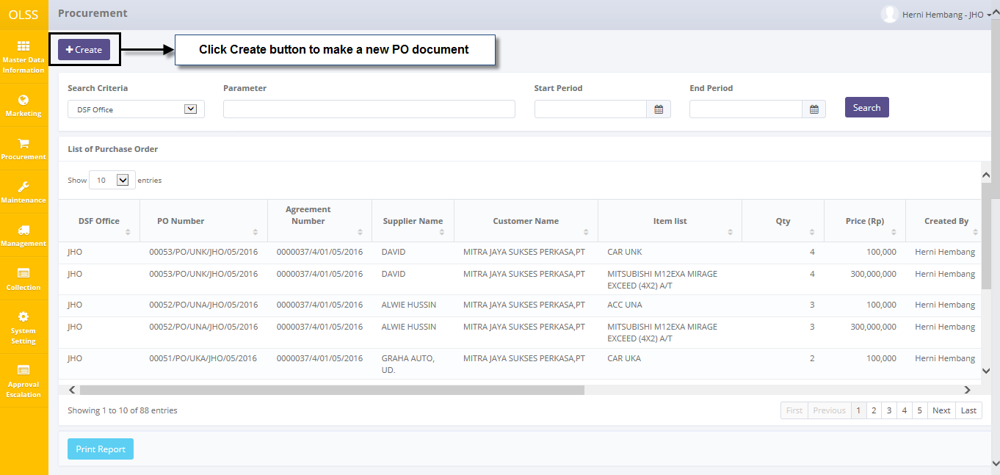 OLSS
Procurement
Herni Hembang - JHO
Create
Click Create button to make a new PO document
Master Data
Information
Marketing
Procurement
Maintenance
Management
Collection
System
Setting
Approval
Escalation
Search Criteria
Parameter
Start Period
End Period
DSF Office
Search
List of Purchase Order
Show 10 entries
DSF Office PO Number Agreement Number Supplier Name Customer Name Item list Qty Price (Rp) Created By
JHO 00053/PO/UNK/JHO/05/2016 0000037/4/01/05/2016 DAVID MITRA JAYA SUKSES PERKASA,PT CAR UNK 4 100,000 Herni Hembang
JHO 00053/PO/UNK/JHO/05/2016 0000037/4/01/05/2016 DAVID MITRA JAYA SUKSES PERKASA,PT MITSUBISHI M12EXA MIRAGE 4 300,000,000 Herni Hembang
EXCEED (4X2) A/T
JHO 00052/PO/UNA/JHO/05/2016 0000037/4/01/05/2016 ALWIE HUSSIN MITRA JAYA SUKSES PERKASA,PT ACC UNA 3 100,000 Herni Hembang
JHO 00052/PO/UNA/JHO/05/2016 0000037/4/01/05/2016 ALWIE HUSSIN MITRA JAYA SUKSES PERKASA,PT MITSUBISHI M12EXA MIRAGE 3 300,000,000 Herni Hembang
EXCEED (4X2) A/T
JHO 00051/PO/UKA/JHO/05/2016 0000037/4/01/05/2016 GRAHA AUTO, MITRA JAYA SUKSES PERKASA,PT CAR UKA 2 100,000 Herni Hembang
UD.
Showing 1 to 10 of 88 entries
First Previous 1 2 3 4 5 Next Last
Print Report